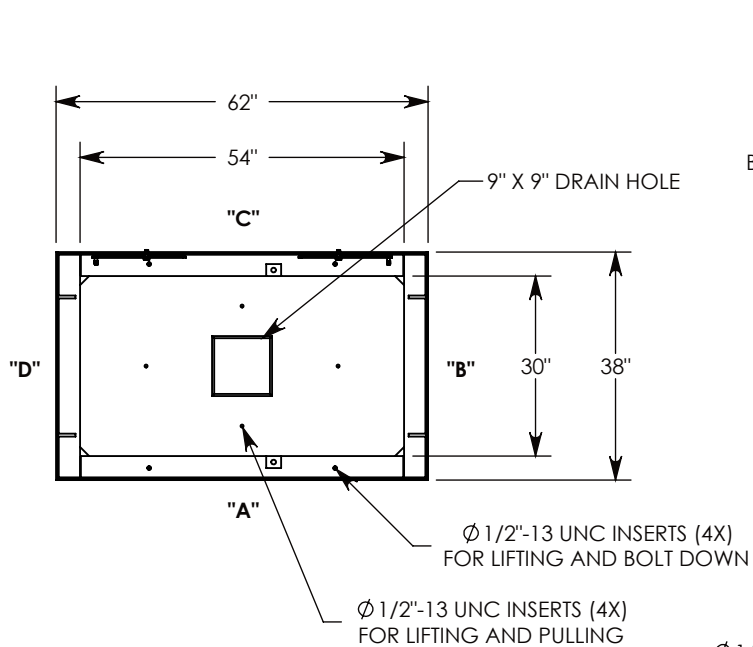 62"
54"
9" X 9" DRAIN HOLE
"C"
"D"
"B"
30"
38"
"A"
Ø 1/2"-13 UNC INSERTS (4X)
FOR LIFTING AND BOLT DOWN
Ø 1/2"-13 UNC INSERTS (4X)
FOR LIFTING AND PULLING